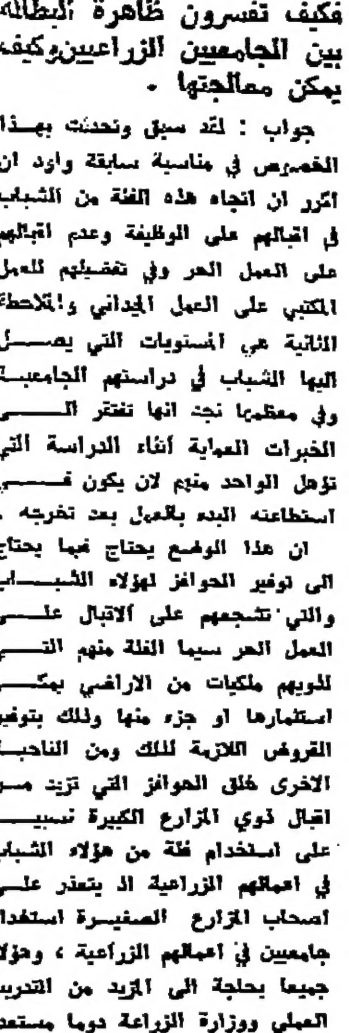 فكيف تفسرون ظاهرة البطالة
بين الجامعيين الزراعيين وكيف
يمكن معالجتها .
جواب : لقد سبق وتحدثت بهذا
الخصوص في مناسبة سابقة واود ان
اكرر ان اتجاه هذه الفئة من الشباب
في اقبالهم على الوظيفة وعدم اقبالهم
على العمل الحر وفي تفضيلهم للعمل
المكتبي على العمل الميداني والملاحظة
الثانية هي المستويات التي يصل
اليها الشباب في دراستهم الجامعية
وفي معظمها نجد انها تفتقر الى
الخبرات العملية أثناء الدراسة التي
تؤهل الواحد منهم لان يكون في
استطاعته البدء بالعمل بعد تخرجه .
ان هذا الوضع يحتاج فيما يحتاج
الى توفير الحوافز لهؤلاء الشباب
والتي تشجعهم على الاقبال على
العمل الحر سيما الفئة منهم التي
لذويهم ملكيات من الاراضي يمكن
استثمارها او جزء منها وذلك بتوفير
القروض اللازمة لذلك ومن الناحية
الاخرى خلق الحوافز التي تزيد من
اقبال ذوي المزارع الكبيرة نسبيا
على استخدام فئة من هؤلاء الشباب
في اعمالهم الزراعية اذ يتعذر على
اصحاب المزارع الصغيرة استخدام
جامعيين في اعمالهم الزراعية ، وهؤلاء
جميعا بحاجة الى المزيد من التدريب
العملي ووزارة الزراعة دوما مستعد